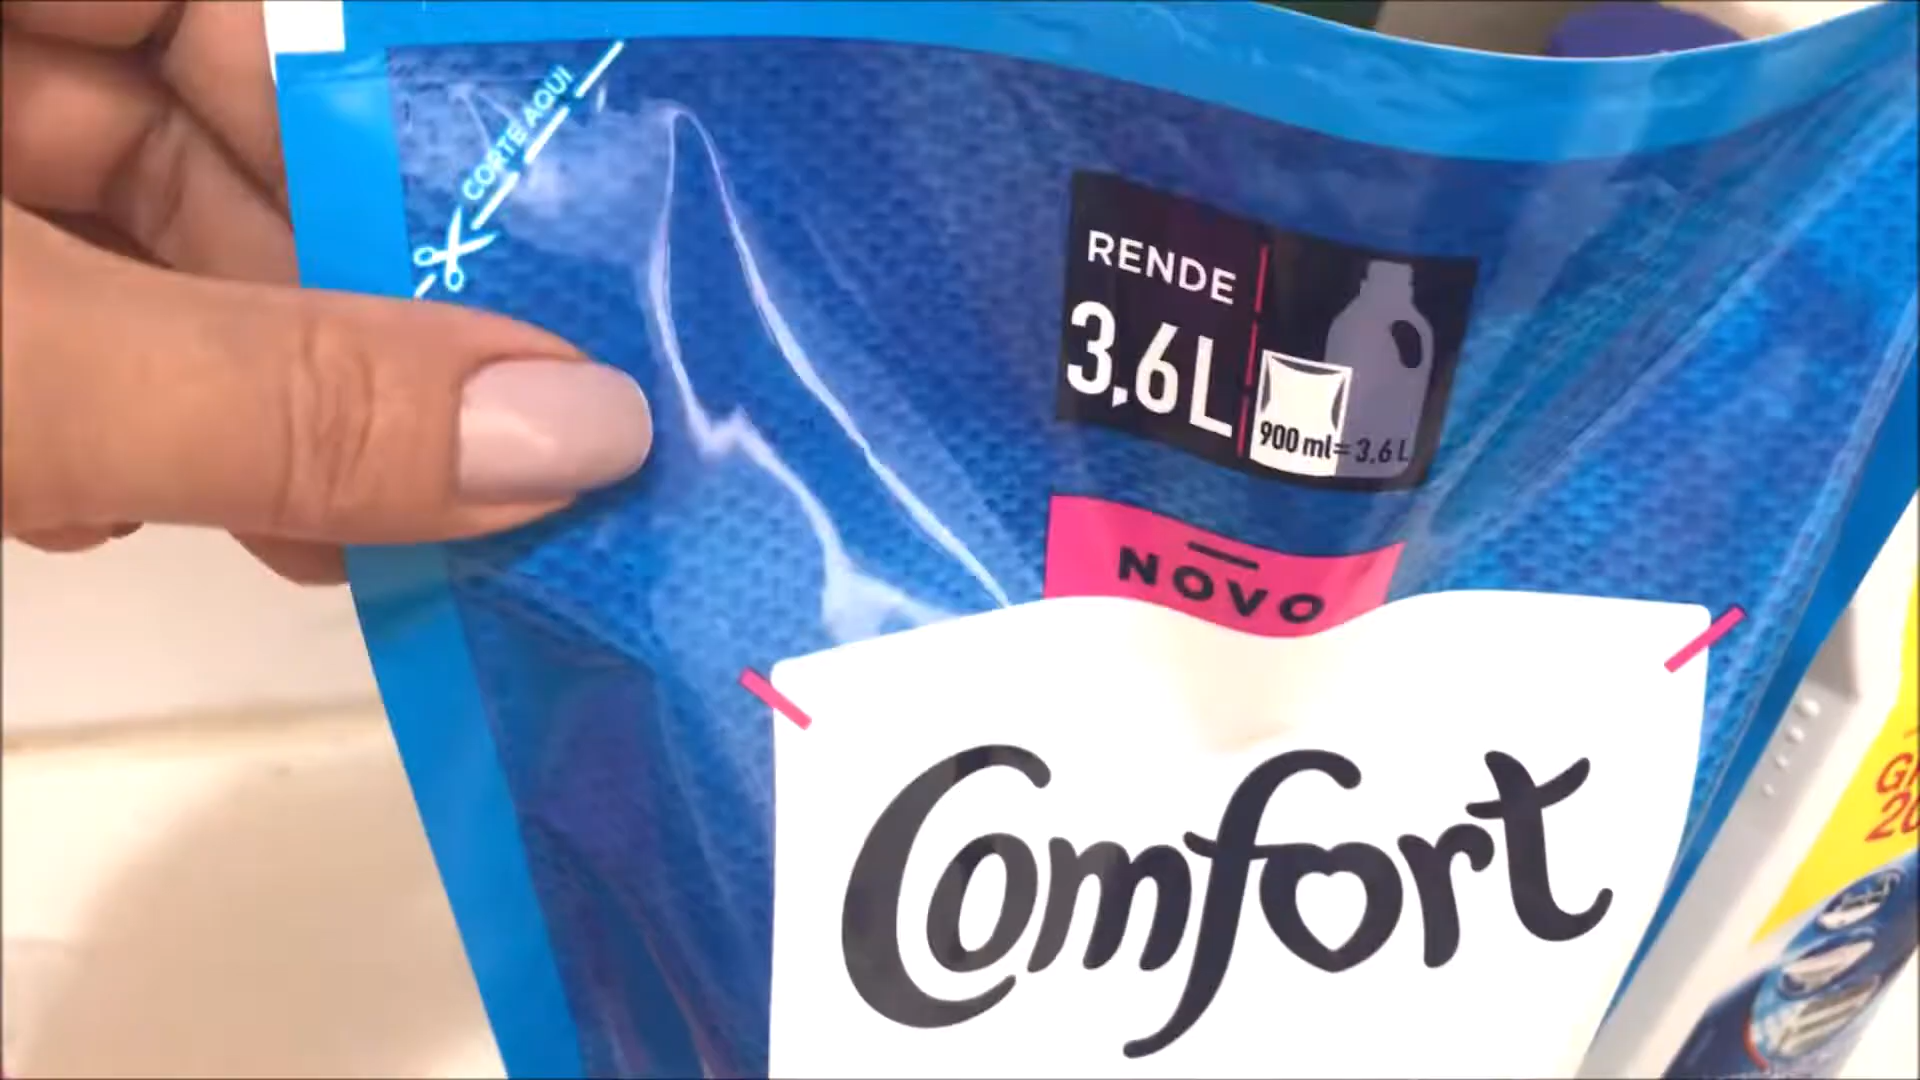 CORTE AQUI
RENDE
3,6L
900 ml = 3.6 L
NOVO
Comfort